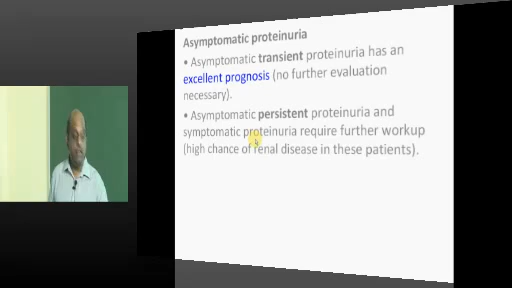 Asymptomatic proteinuria
• Asymptomatic transient proteinuria has an
excellent prognosis (no further evaluation
necessary).
• Asymptomatic persistent proteinuria and
symptomatic proteinuria require further workup
(high chance of renal disease in these patients).